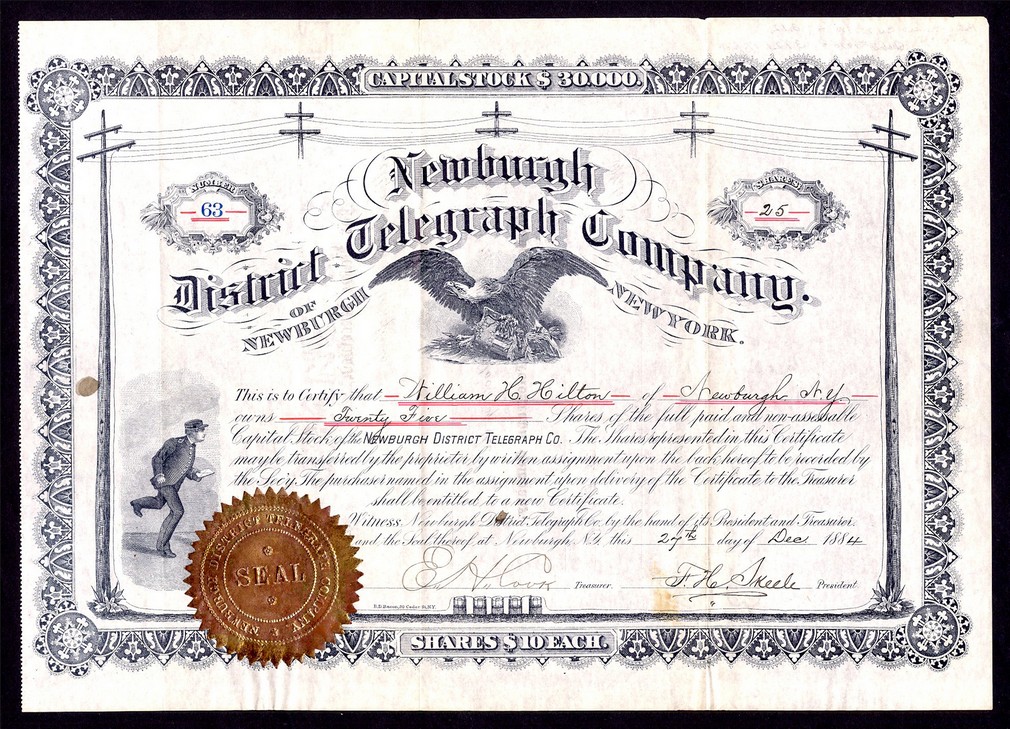 CAPITAL STOCK $30.000.
NUMBER
63
SHARES
25
Newburgh
District Telegraph Company.
OF
NEWBURGH NEW YORK.
This is to Certify that William H. Hilton of Newburgh N.Y
owns Twenty Five Shares of the full paid and non-assessable
Capital Stock of the NEWBURGH DISTRICT TELEGRAPH CO. The Shares represented in this Certificate
may be transferred by the proprietor by written assignment upon the back hereof to be recorded by
the Secy. The purchaser named in the assignment upon delivery of the Certificate to the Treasurer
shall be entitled to a new Certificate.
Witness, Newburgh District Telegraph Co. by the hand of its President and Treasurer
and the Seal thereof, at Newburgh, N.Y. this 27th day of Dec 1884
Treasurer. F. H. Skeele President
SEAL
SHARES $10 EACH.